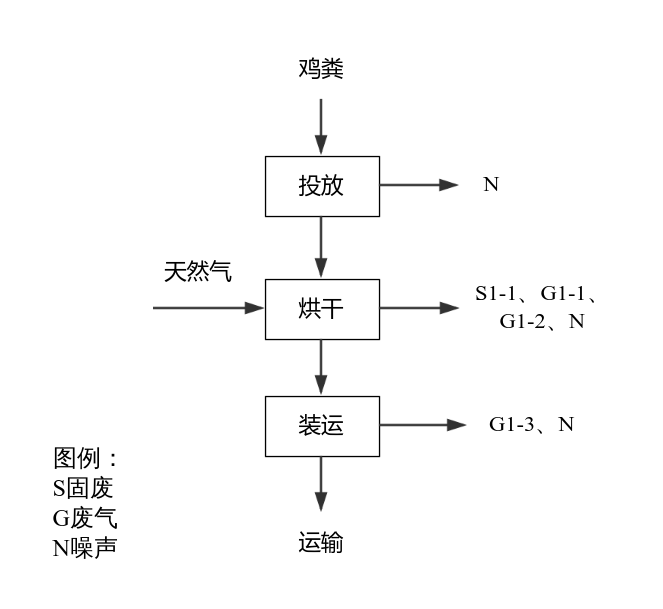 鸡粪
投放
N
天然气
烘干
S1-1、G1-1、
G1-2、N
装运
G1-3、N
图例：
S固废
G废气
N噪声
运输